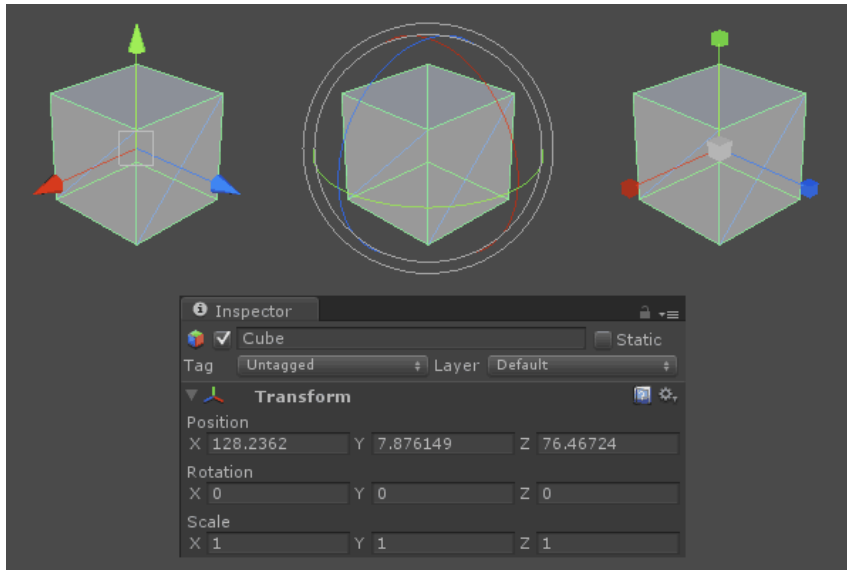 Inspector
Cube Static
Tag Untagged Layer Default
Transform
Position
X 128.2362 Y 7.876149 Z 76.46724
Rotation
X 0 Y 0 Z 0
Scale
X 1 Y 1 Z 1